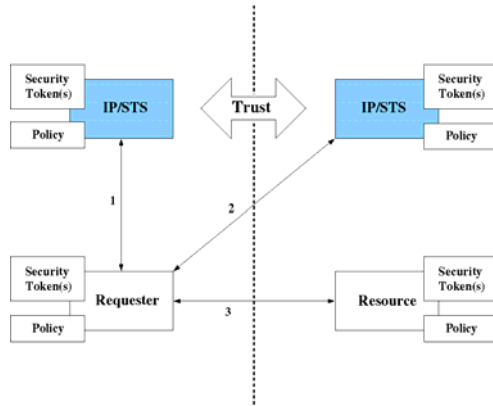 Security
Token(s)
IP/STS
Policy
Trust
IP/STS
Security
Token(s)
Policy
1
2
Security
Token(s)
Requester
Policy
3
Resource
Security
Token(s)
Policy